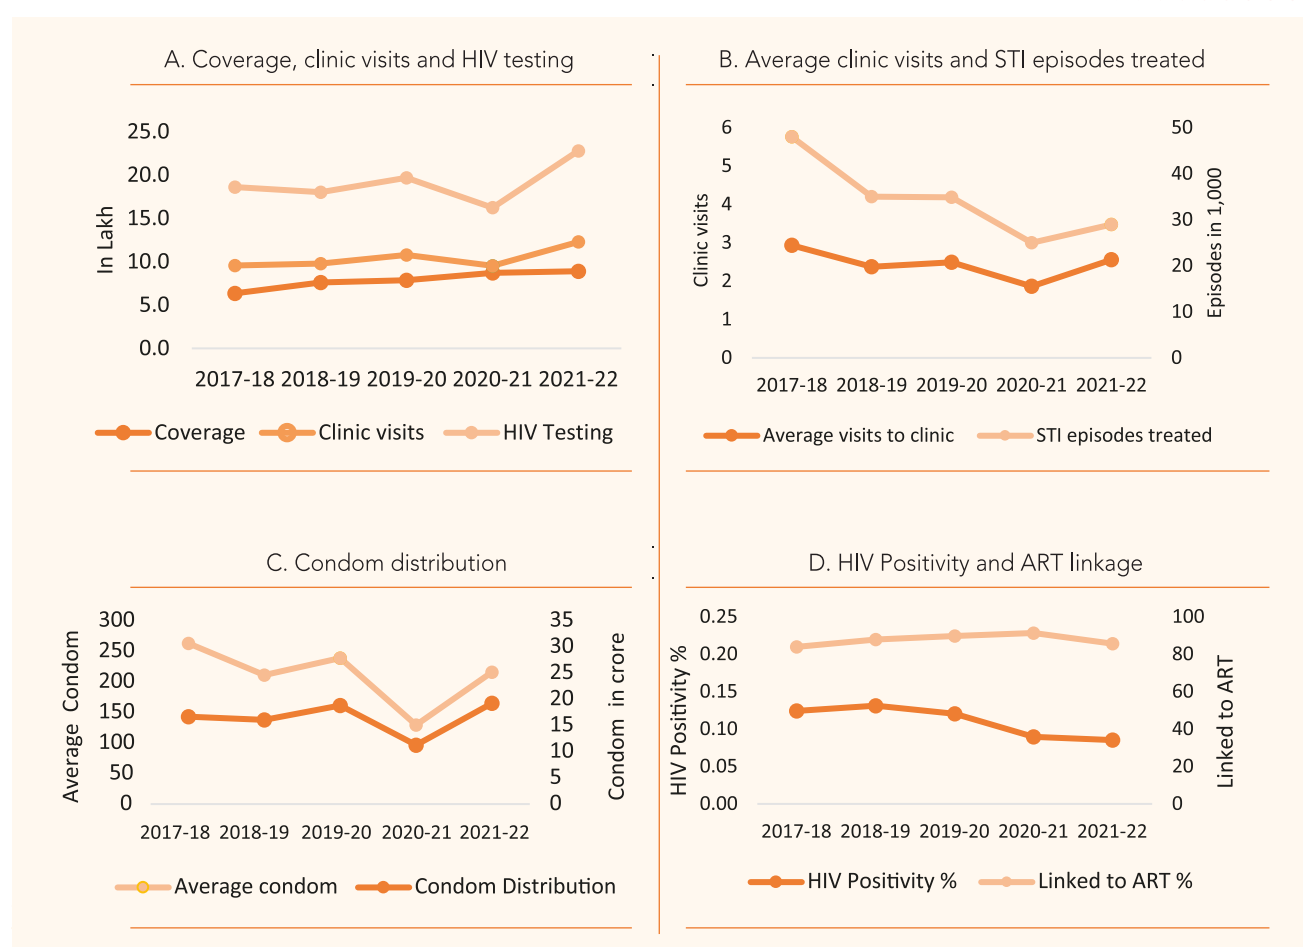 A. Coverage, clinic visits and HIV testing
In Lakh
25.0
20.0
15.0
10.0
5.0
0.0
2017-18 2018-19 2019-20 2020-21 2021-22
Coverage Clinic visits HIV Testing
B. Average clinic visits and STI episodes treated
Clinic visits
6
5
4
3
2
1
0
50
40
30
20
10
0
Episodes in 1,000
2017-18 2018-19 2019-20 2020-21 2021-22
Average visits to clinic STI episodes treated
C. Condom distribution
Average Condom
300
250
200
150
100
50
0
35
30
25
20
15
10
5
0
Condom in crore
2017-18 2018-19 2019-20 2020-21 2021-22
Average condom Condom Distribution
D. HIV Positivity and ART linkage
HIV Positivity %
0.25
0.20
0.15
0.10
0.05
0.00
100
80
60
40
20
0
Linked to ART
2017-18 2018-19 2019-20 2020-21 2021-22
HIV Positivity % Linked to ART %